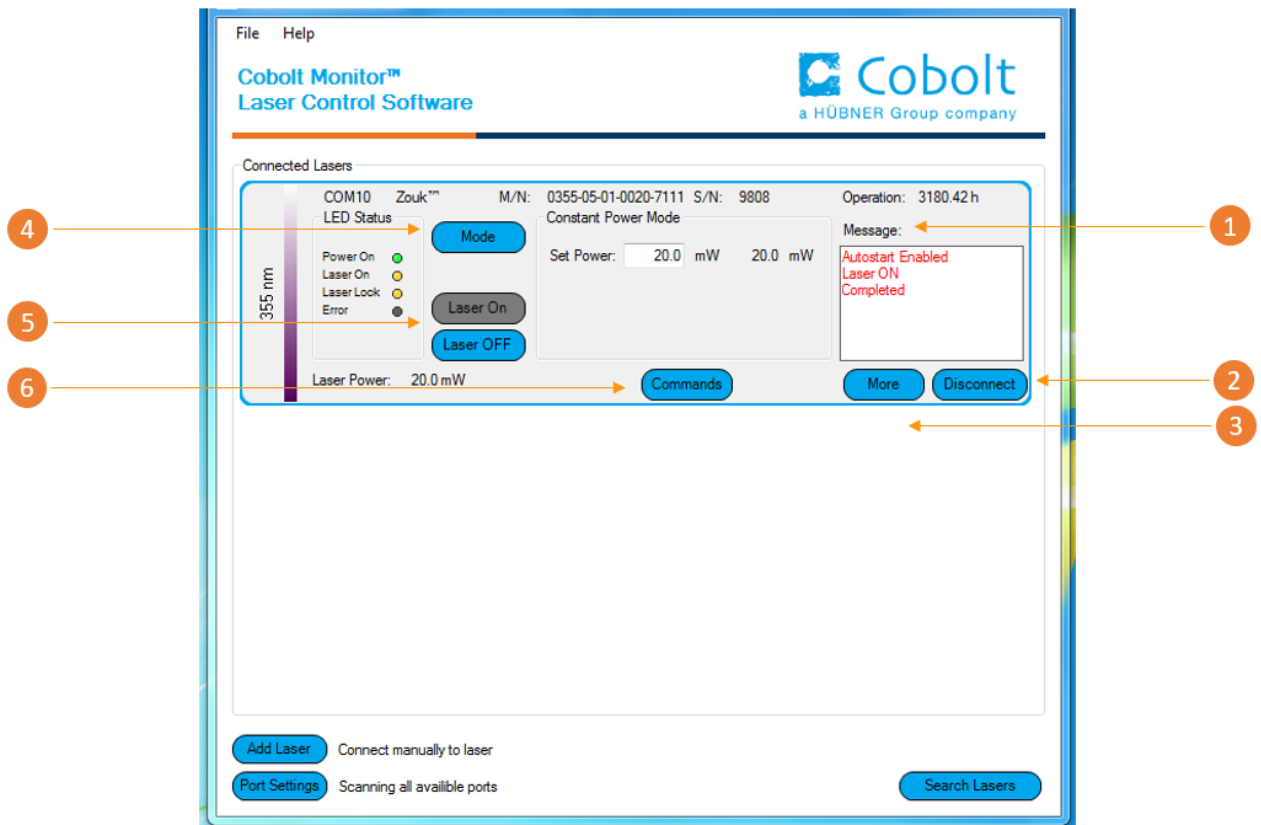 File Help
Cobolt Monitor™
Laser Control Software
Cobolt
a HÜBNER Group company
Connected Lasers
COM10 Zouk™ M/N: 0355-05-01-0020-7111 S/N: 9808 Operation: 3180.42 h
LED Status
Mode
Constant Power Mode
Message:
4
1
Set Power: 20.0 mW 20.0 mW
Power On
Laser On
Laser Lock
Error
355 nm
Autostart Enabled
Laser ON
Completed
5
Laser On
Laser OFF
6
Laser Power: 20.0 mW
Commands
More
Disconnect
2
3
Add Laser Connect manually to laser
Port Settings Scanning all availible ports
Search Lasers